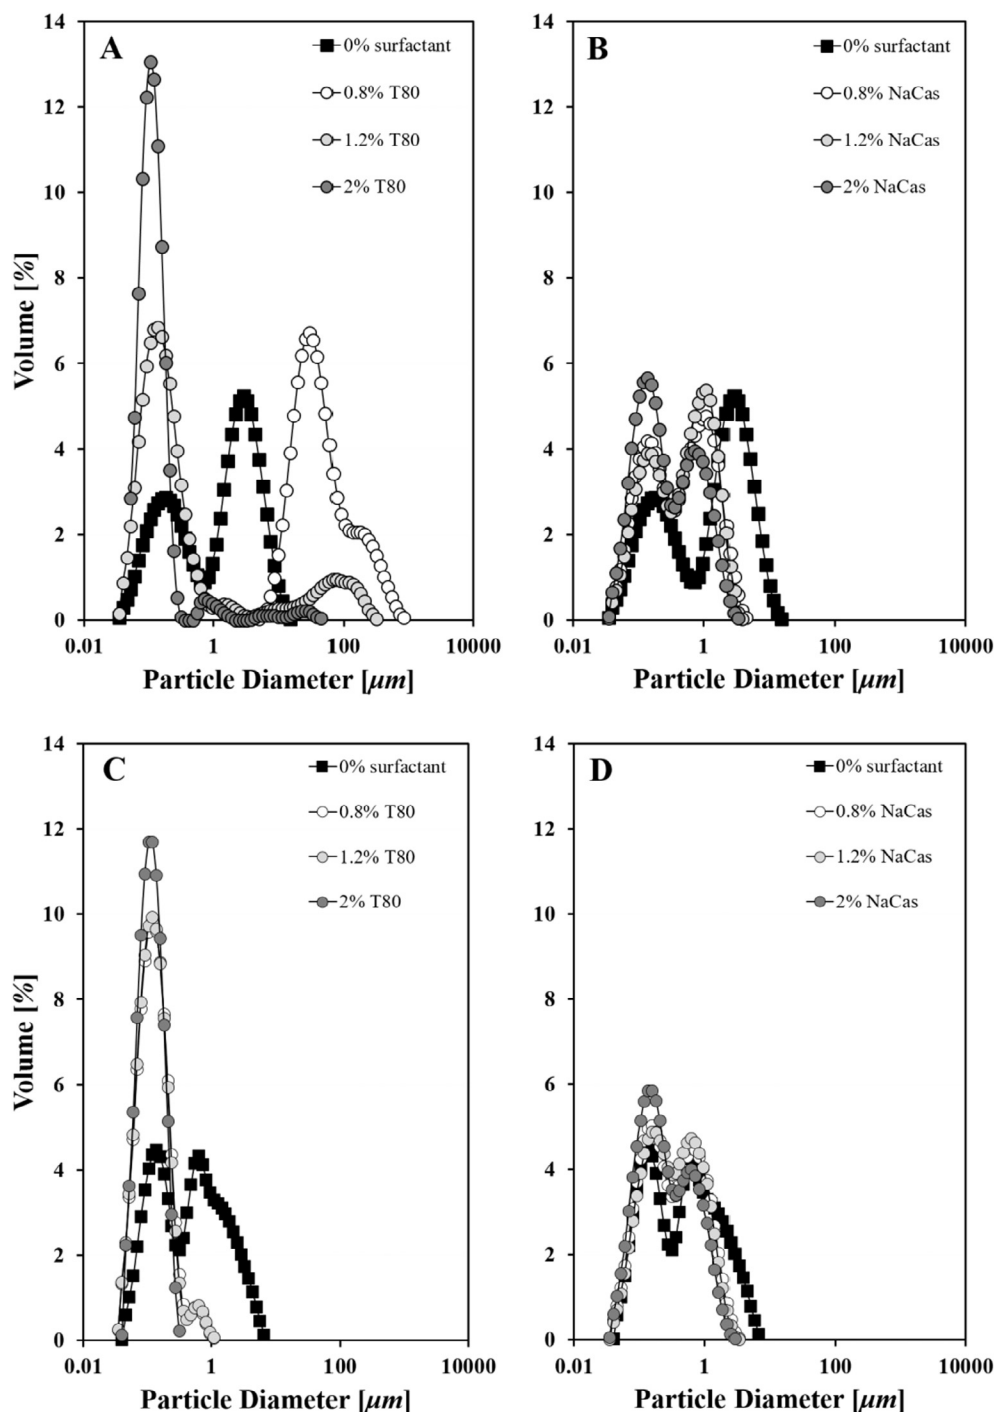 A
0% surfactant
0.8% T80
1.2% T80
2% T80
14
12
10
8
6
4
2
0
Volume [%]
0.01 1 100 10000
Particle Diameter [µm]
B
0% surfactant
0.8% NaCas
1.2% NaCas
2% NaCas
14
12
10
8
6
4
2
0
0.01 1 100 10000
Particle Diameter [µm]
C
0% surfactant
0.8% T80
1.2% T80
2% T80
14
12
10
8
6
4
2
0
Volume [%]
0.01 1 100 10000
Particle Diameter [µm]
D
0% surfactant
0.8% NaCas
1.2% NaCas
2% NaCas
14
12
10
8
6
4
2
0
0.01 1 100 10000
Particle Diameter [µm]